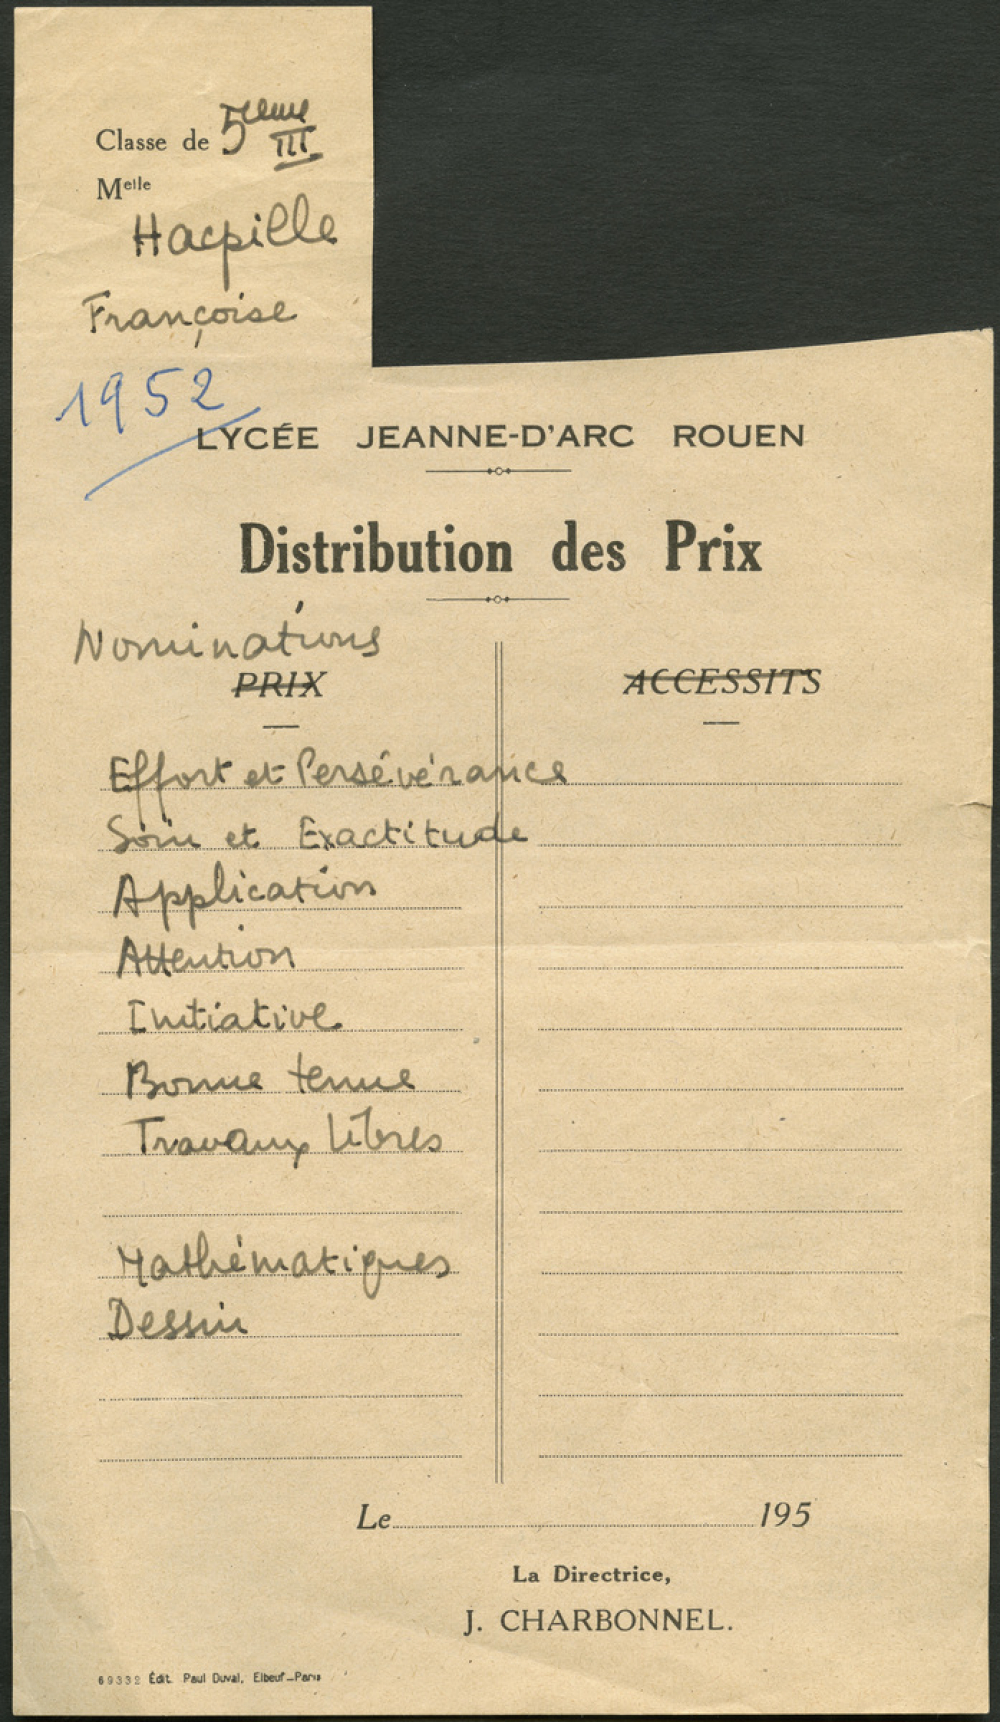 Classe de 5ème III
Melle
Hacpille
Françoise
1952
LYCÉE JEANNE-D'ARC ROUEN
Distribution des Prix
Nominations
PRIX
ACCESSITS
Effort et Persévérance
Soin et Exactitude
Application
Attention
Initiative
Bonne tenue
Travaux libres
Mathématiques
Dessin
Le 195
La Directrice,
J. CHARBONNEL.
69332 Édit. Paul Duval, Elbeuf-Paris